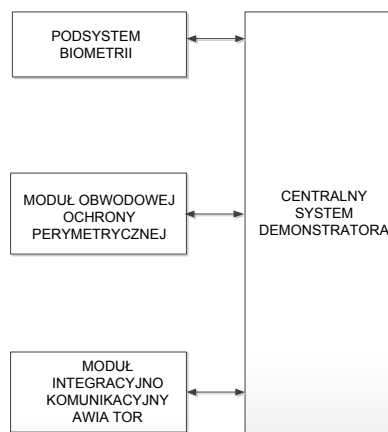 PODSYSTEM
BIOMETRII
MODUŁ OBWODOWEJ
OCHRONY
PERYMETRYCZNEJ
CENTRALNY
SYSTEM
DEMONSTRATORA
MODUŁ
INTEGRACYJNO
KOMUNIKACYJNY
AWIA TOR